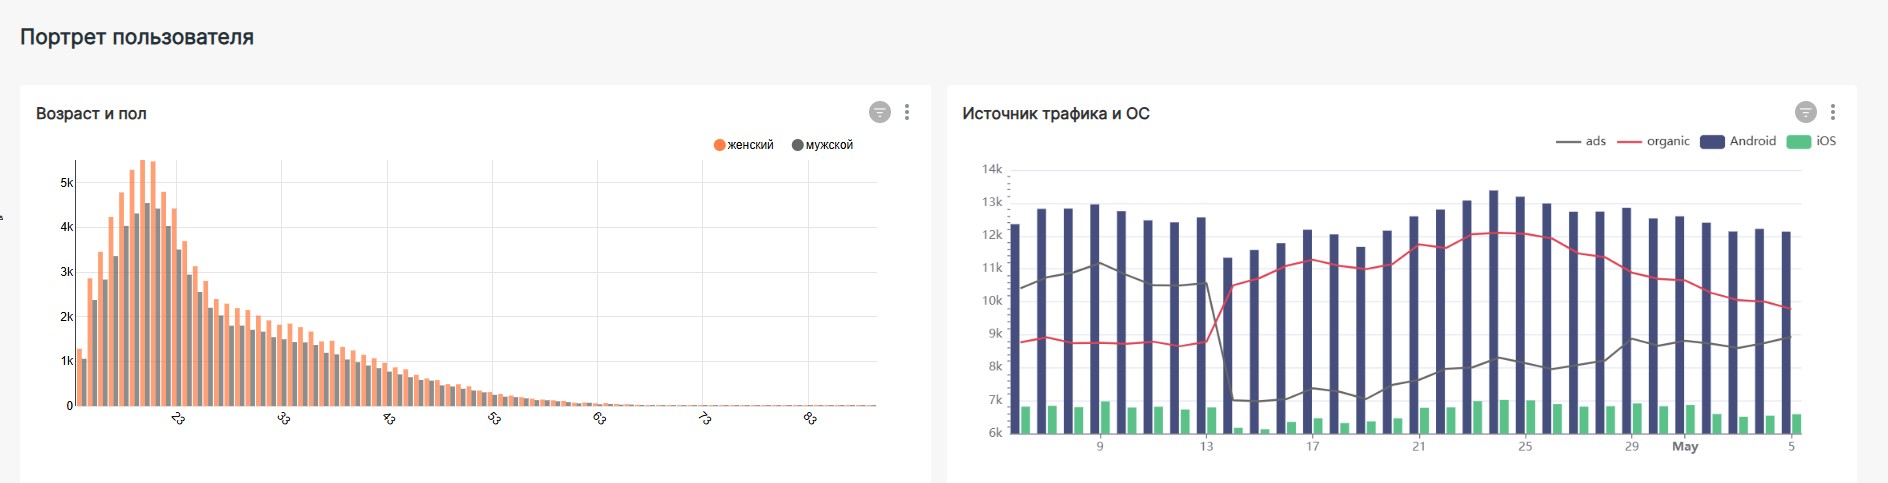 Портрет пользователя
Возраст и пол
женский мужской
5k
4k
3k
2k
1k
0
23 33 43 53 63 73 83
Источник трафика и ОС
ads organic Android iOS
14k
13k
12k
11k
10k
9k
8k
7k
6k
9 13 17 21 25 29 May 5